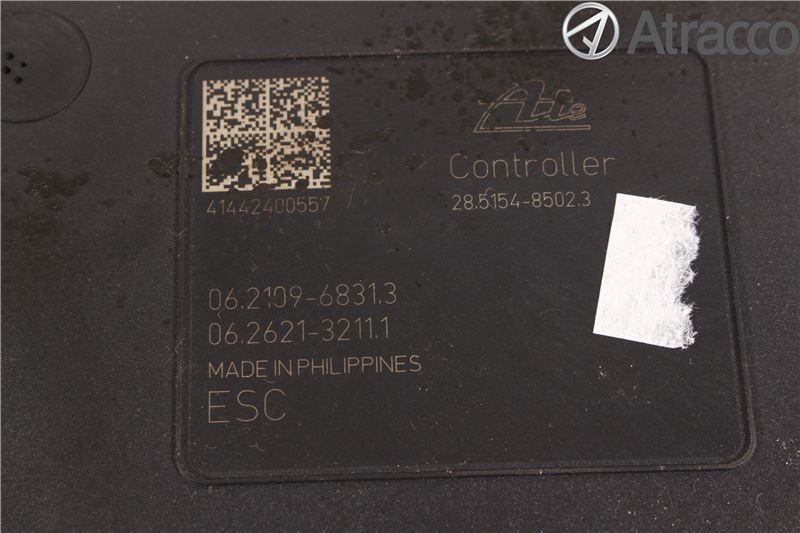 Atracco
Ate
Controller
28.5154-8502.3
41442400557
06.2109-6831.3
06.2621-3211.1
MADE IN PHILIPPINES
ESC